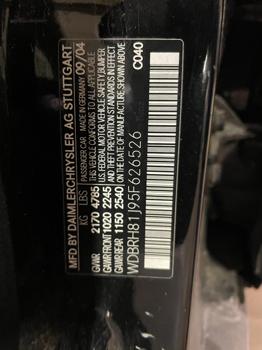 MFD BY DAIMLERCHRYSLER AG STUTTGART
PASSENGER CAR MADE IN GERMANY 09/04
KG LBS THIS VEHICLE CONFORMS TO ALL APPLICABLE
GVWR 2170 4785 U.S. FEDERAL MOTOR VEHICLE SAFETY/BUMPER
GAWR FRONT 1020 2245 AND THEFT PREVENTION STANDARDS IN EFFECT
GAWR REAR 1150 2540 ON THE DATE OF MANUFACTURE SHOWN ABOVE
WDBRH81J95F626526 C040